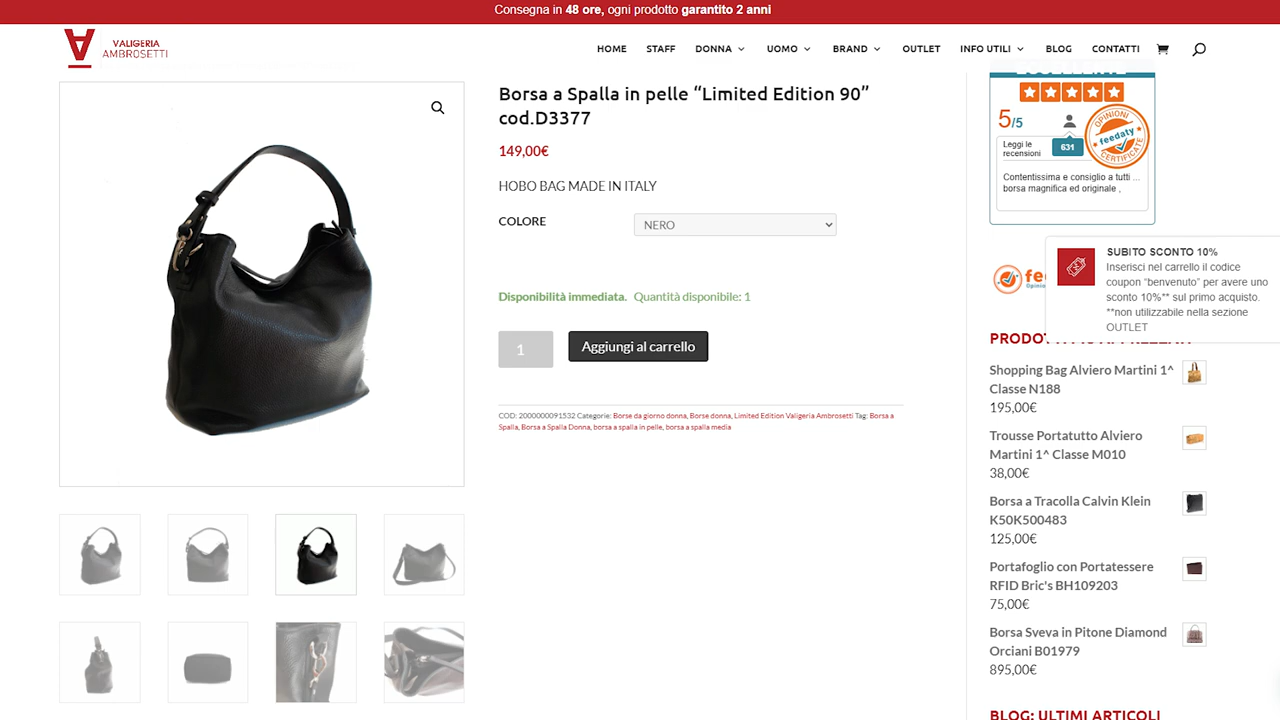 Consegna in 48 ore, ogni prodotto garantito 2 anni
VALIGERIA
AMBROSETTI
HOME STAFF DONNA UOMO BRAND OUTLET INFO UTILI BLOG CONTATTI
Borsa a Spalla in pelle “Limited Edition 90”
cod.D3377
149,00€
HOBO BAG MADE IN ITALY
COLORE NERO
Disponibilità immediata. Quantità disponibile: 1
1 Aggiungi al carrello
COD: 2000000091532 Categorie: Borse da giorno donna, Borse donna, Limited Edition Valigeria Ambrosetti Tag: Borsa a
Spalla, Borsa a Spalla Donna, borsa a spalla in pelle, borsa a spalla media
5/5
OPINIONI
feedaty
CERTIFICATE
Leggi le
recensioni
631
Contentissima e consiglio a tutti ...
borsa magnifica ed originale ,
SUBITO SCONTO 10%
Inserisci nel carrello il codice
coupon “benvenuto” per avere uno
sconto 10%** sul primo acquisto.
**non utilizzabile nella sezione
OUTLET
Shopping Bag Alviero Martini 1^
Classe N188
195,00€
Trousse Portatutto Alviero
Martini 1^ Classe M010
38,00€
Borsa a Tracolla Calvin Klein
K50K500483
125,00€
Portafoglio con Portatessere
RFID Bric's BH109203
75,00€
Borsa Sveva in Pitone Diamond
Orciani B01979
895,00€
BLOG: ULTIMI ARTICOLI